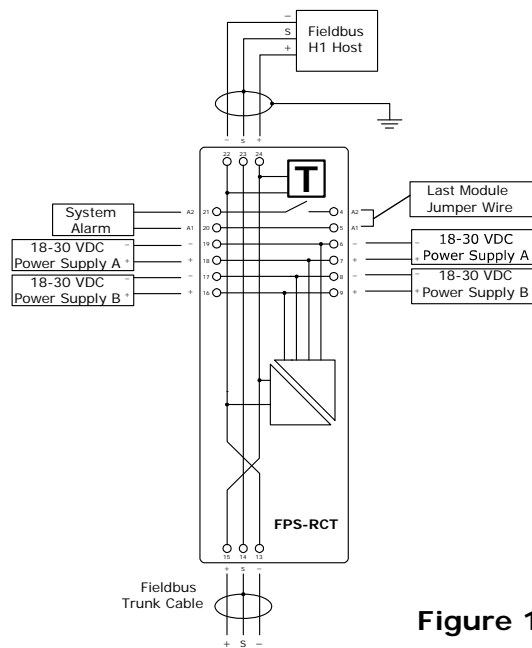 −
S
+
Fieldbus
H1 Host
− S +
22 23 24
T
System
Alarm
A2 21
A1 20
4 A2
5 A1
Last Module
Jumper Wire
18-30 VDC −
Power Supply A +
− 19
+ 18
6 −
7 +
− 18-30 VDC
+ Power Supply A
18-30 VDC −
Power Supply B +
− 17
+ 16
8 −
9 +
− 18-30 VDC
+ Power Supply B
FPS-RCT
15 14 13
+ S −
Fieldbus
Trunk Cable
+ S −
Figure 1